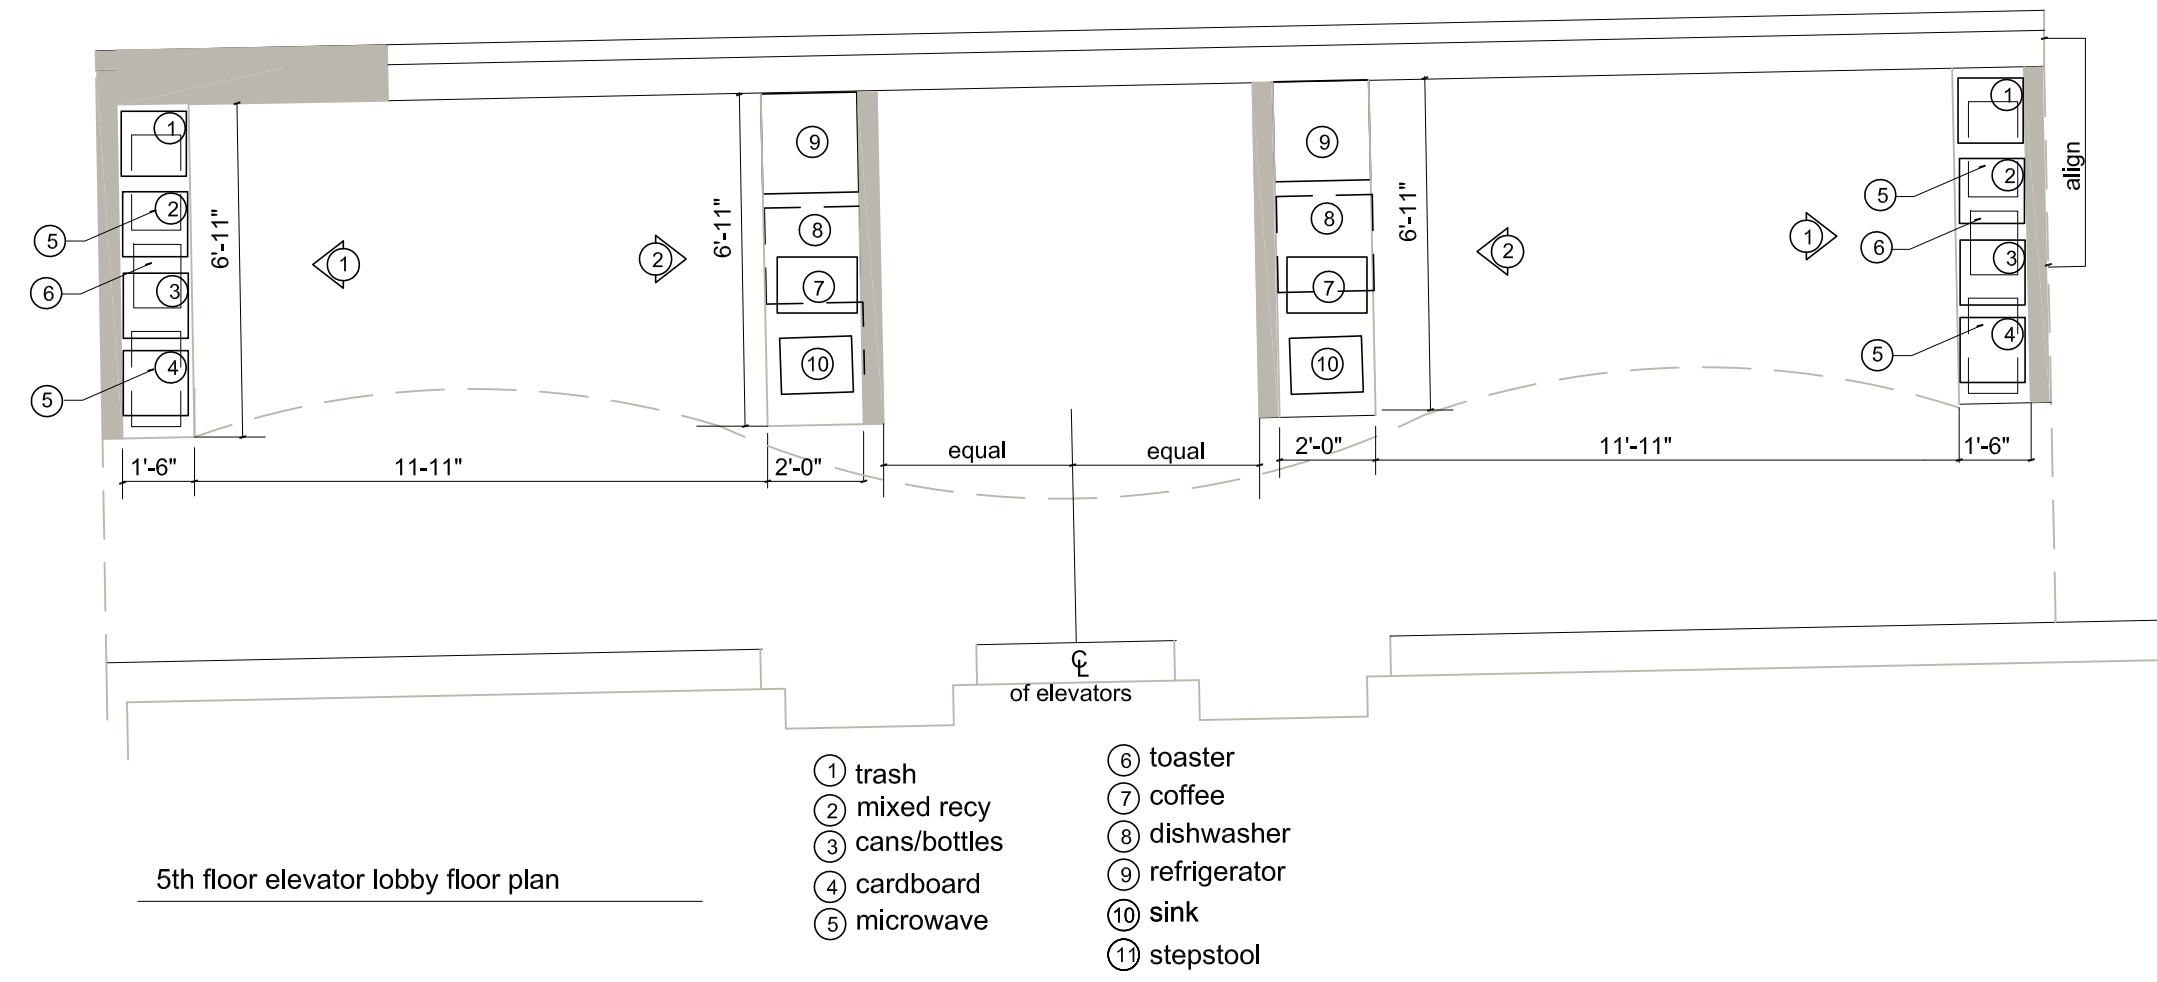 1
9
9
1
2
5
8
8
5
2
align
6'-11"
6'-11"
6'-11"
1
2
2
1
6
3
6
3
7
7
4
5
10
10
5
4
equal
equal
1'-6"
11-11"
2'-0"
2'-0"
11'-11"
1'-6"
CL
of elevators
5th floor elevator lobby floor plan
1 trash
2 mixed recy
3 cans/bottles
4 cardboard
5 microwave
6 toaster
7 coffee
8 dishwasher
9 refrigerator
10 sink
11 stepstool